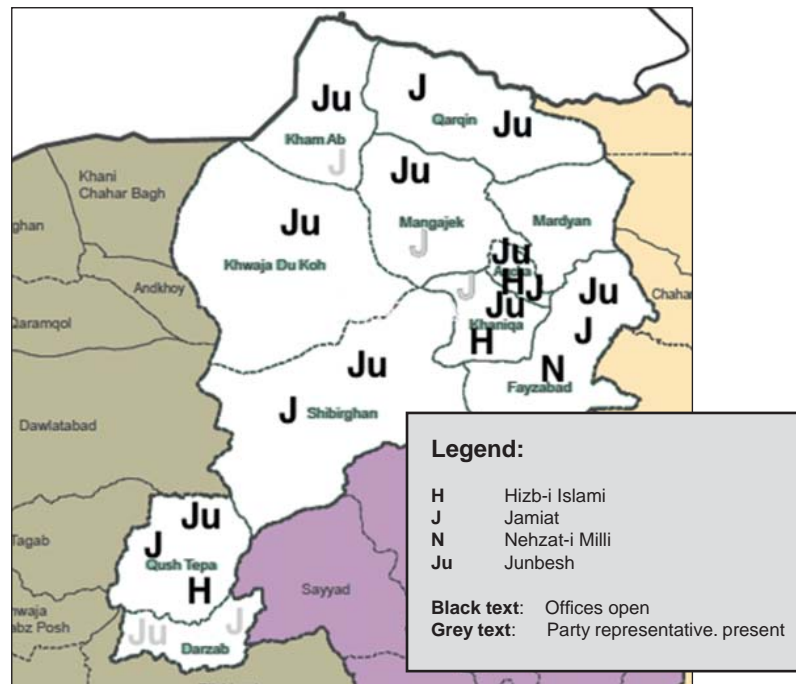 Ju
J
Qarqin
Ju
Kham Ab
J
Khani
Chahar Bagh
Ju
Mangajek
J
Mardyan
ghan
Ju
Khwaja Du Koh
Ju
H
J
J
Ju
Khaniqa
H
Ju
J
N
Fayzabad
Chaha
Andkhoy
Qaramqol
Ju
J
Shibirghan
Dawlatabad
Ju
J
Qush Tepa
H
Tagab
Sayyad
Ju
J
Darzab
abz Posh
Legend:
H Hizb-i Islami
J Jamiat
N Nehzat-i Milli
Ju Junbesh
Black text: Offices open
Grey text: Party representative. present